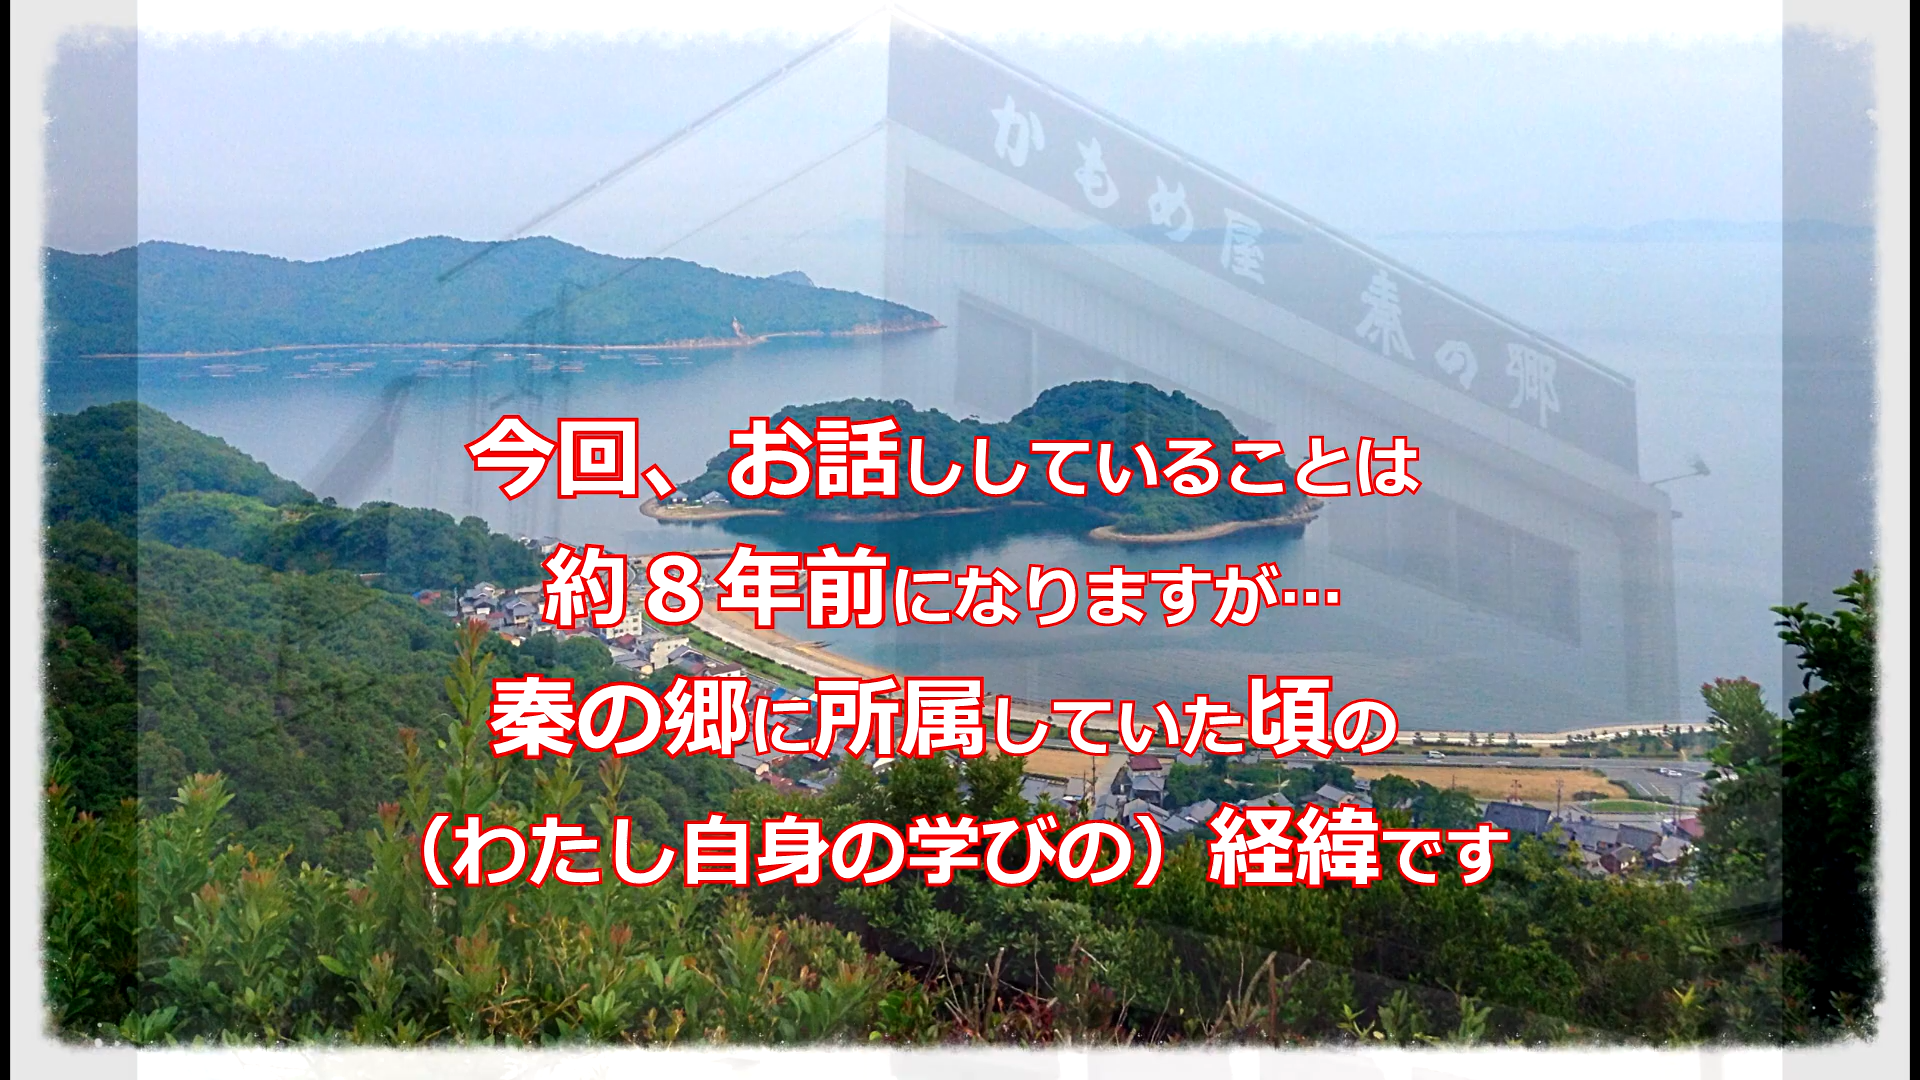 かもめ屋 秦の郷
今回、お話ししていることは
約８年前になりますが…
秦の郷に所属していた頃の
（わたし自身の学びの）経緯です